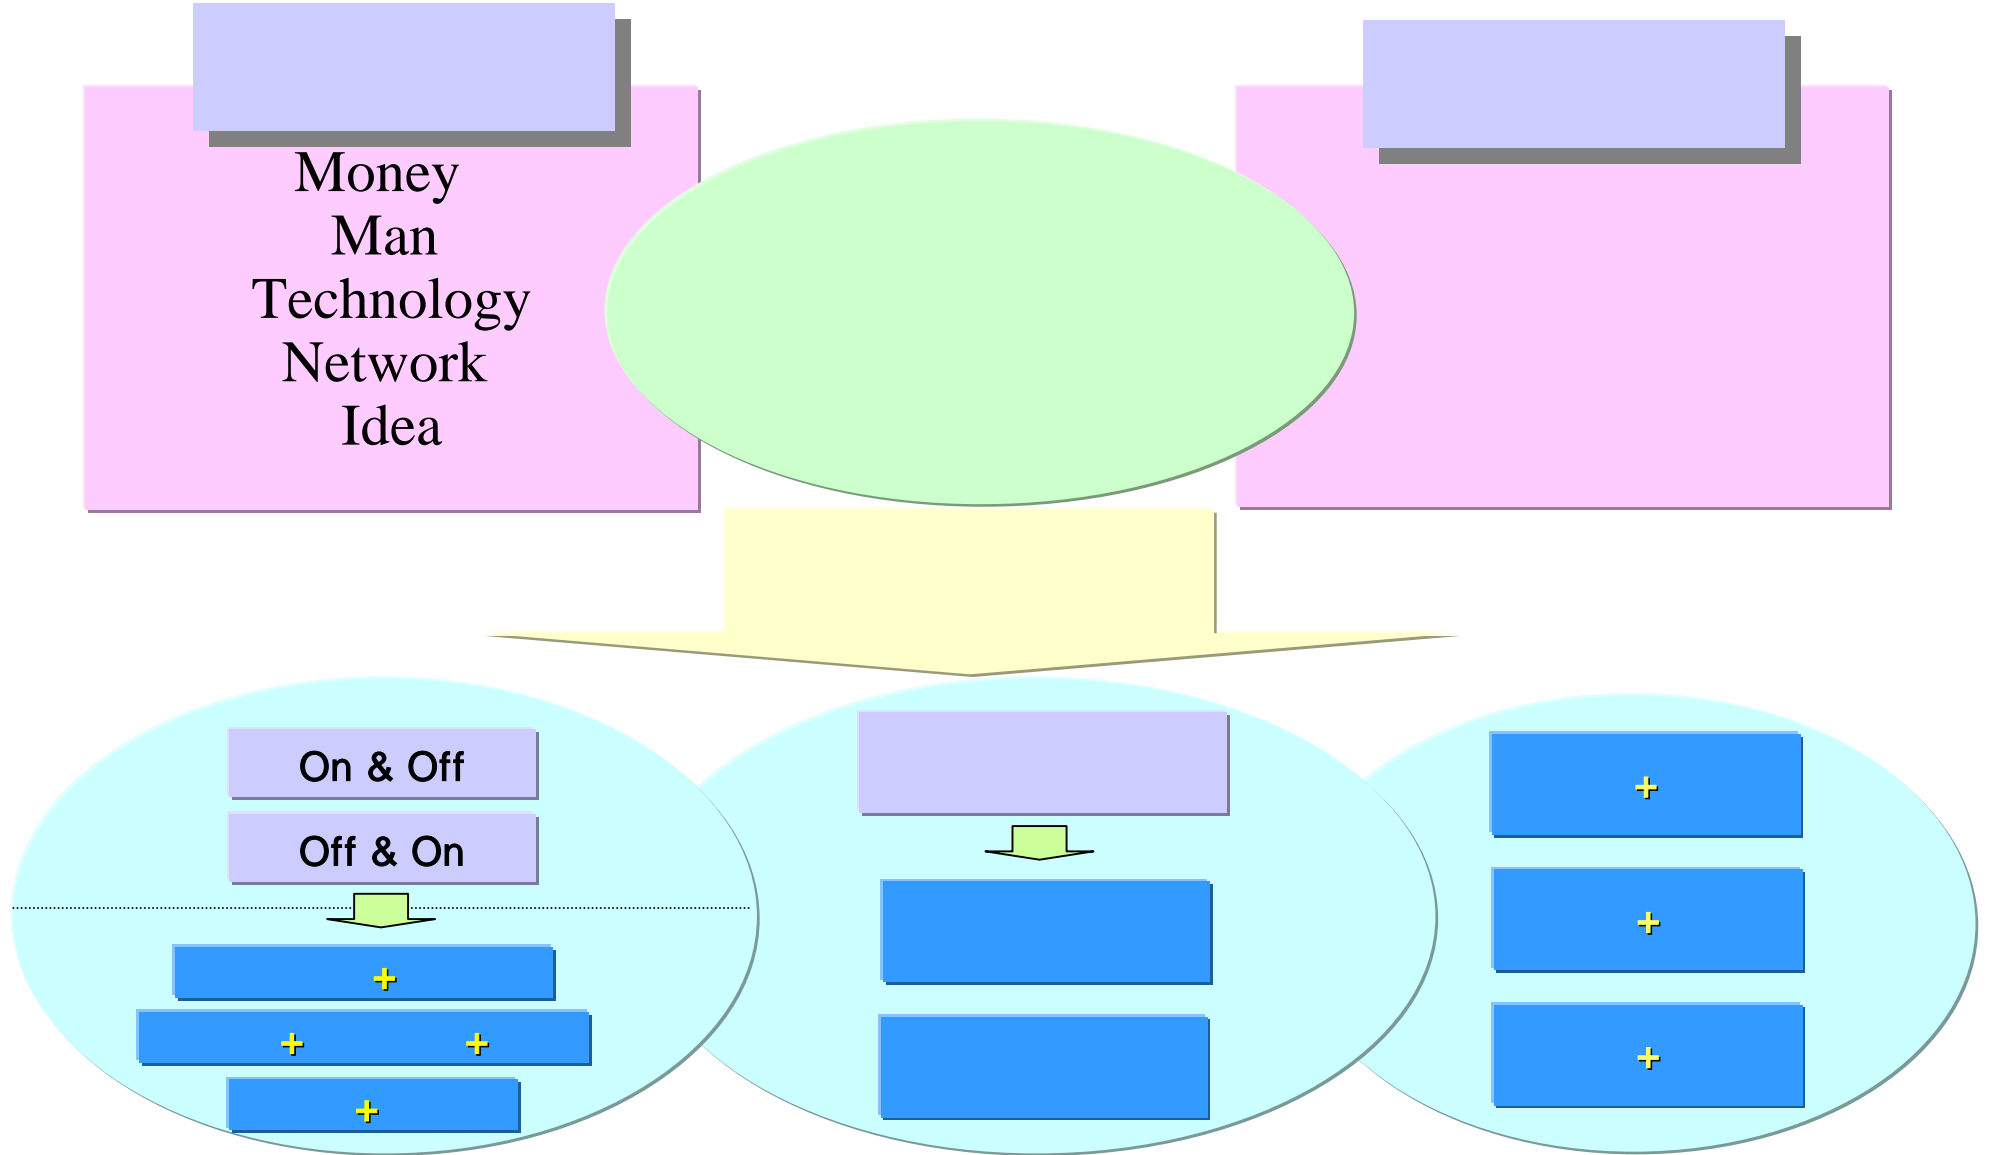 Money
Man
Technology
Network
Idea
On & Off
Off & On
+
+ +
+
+
+
+